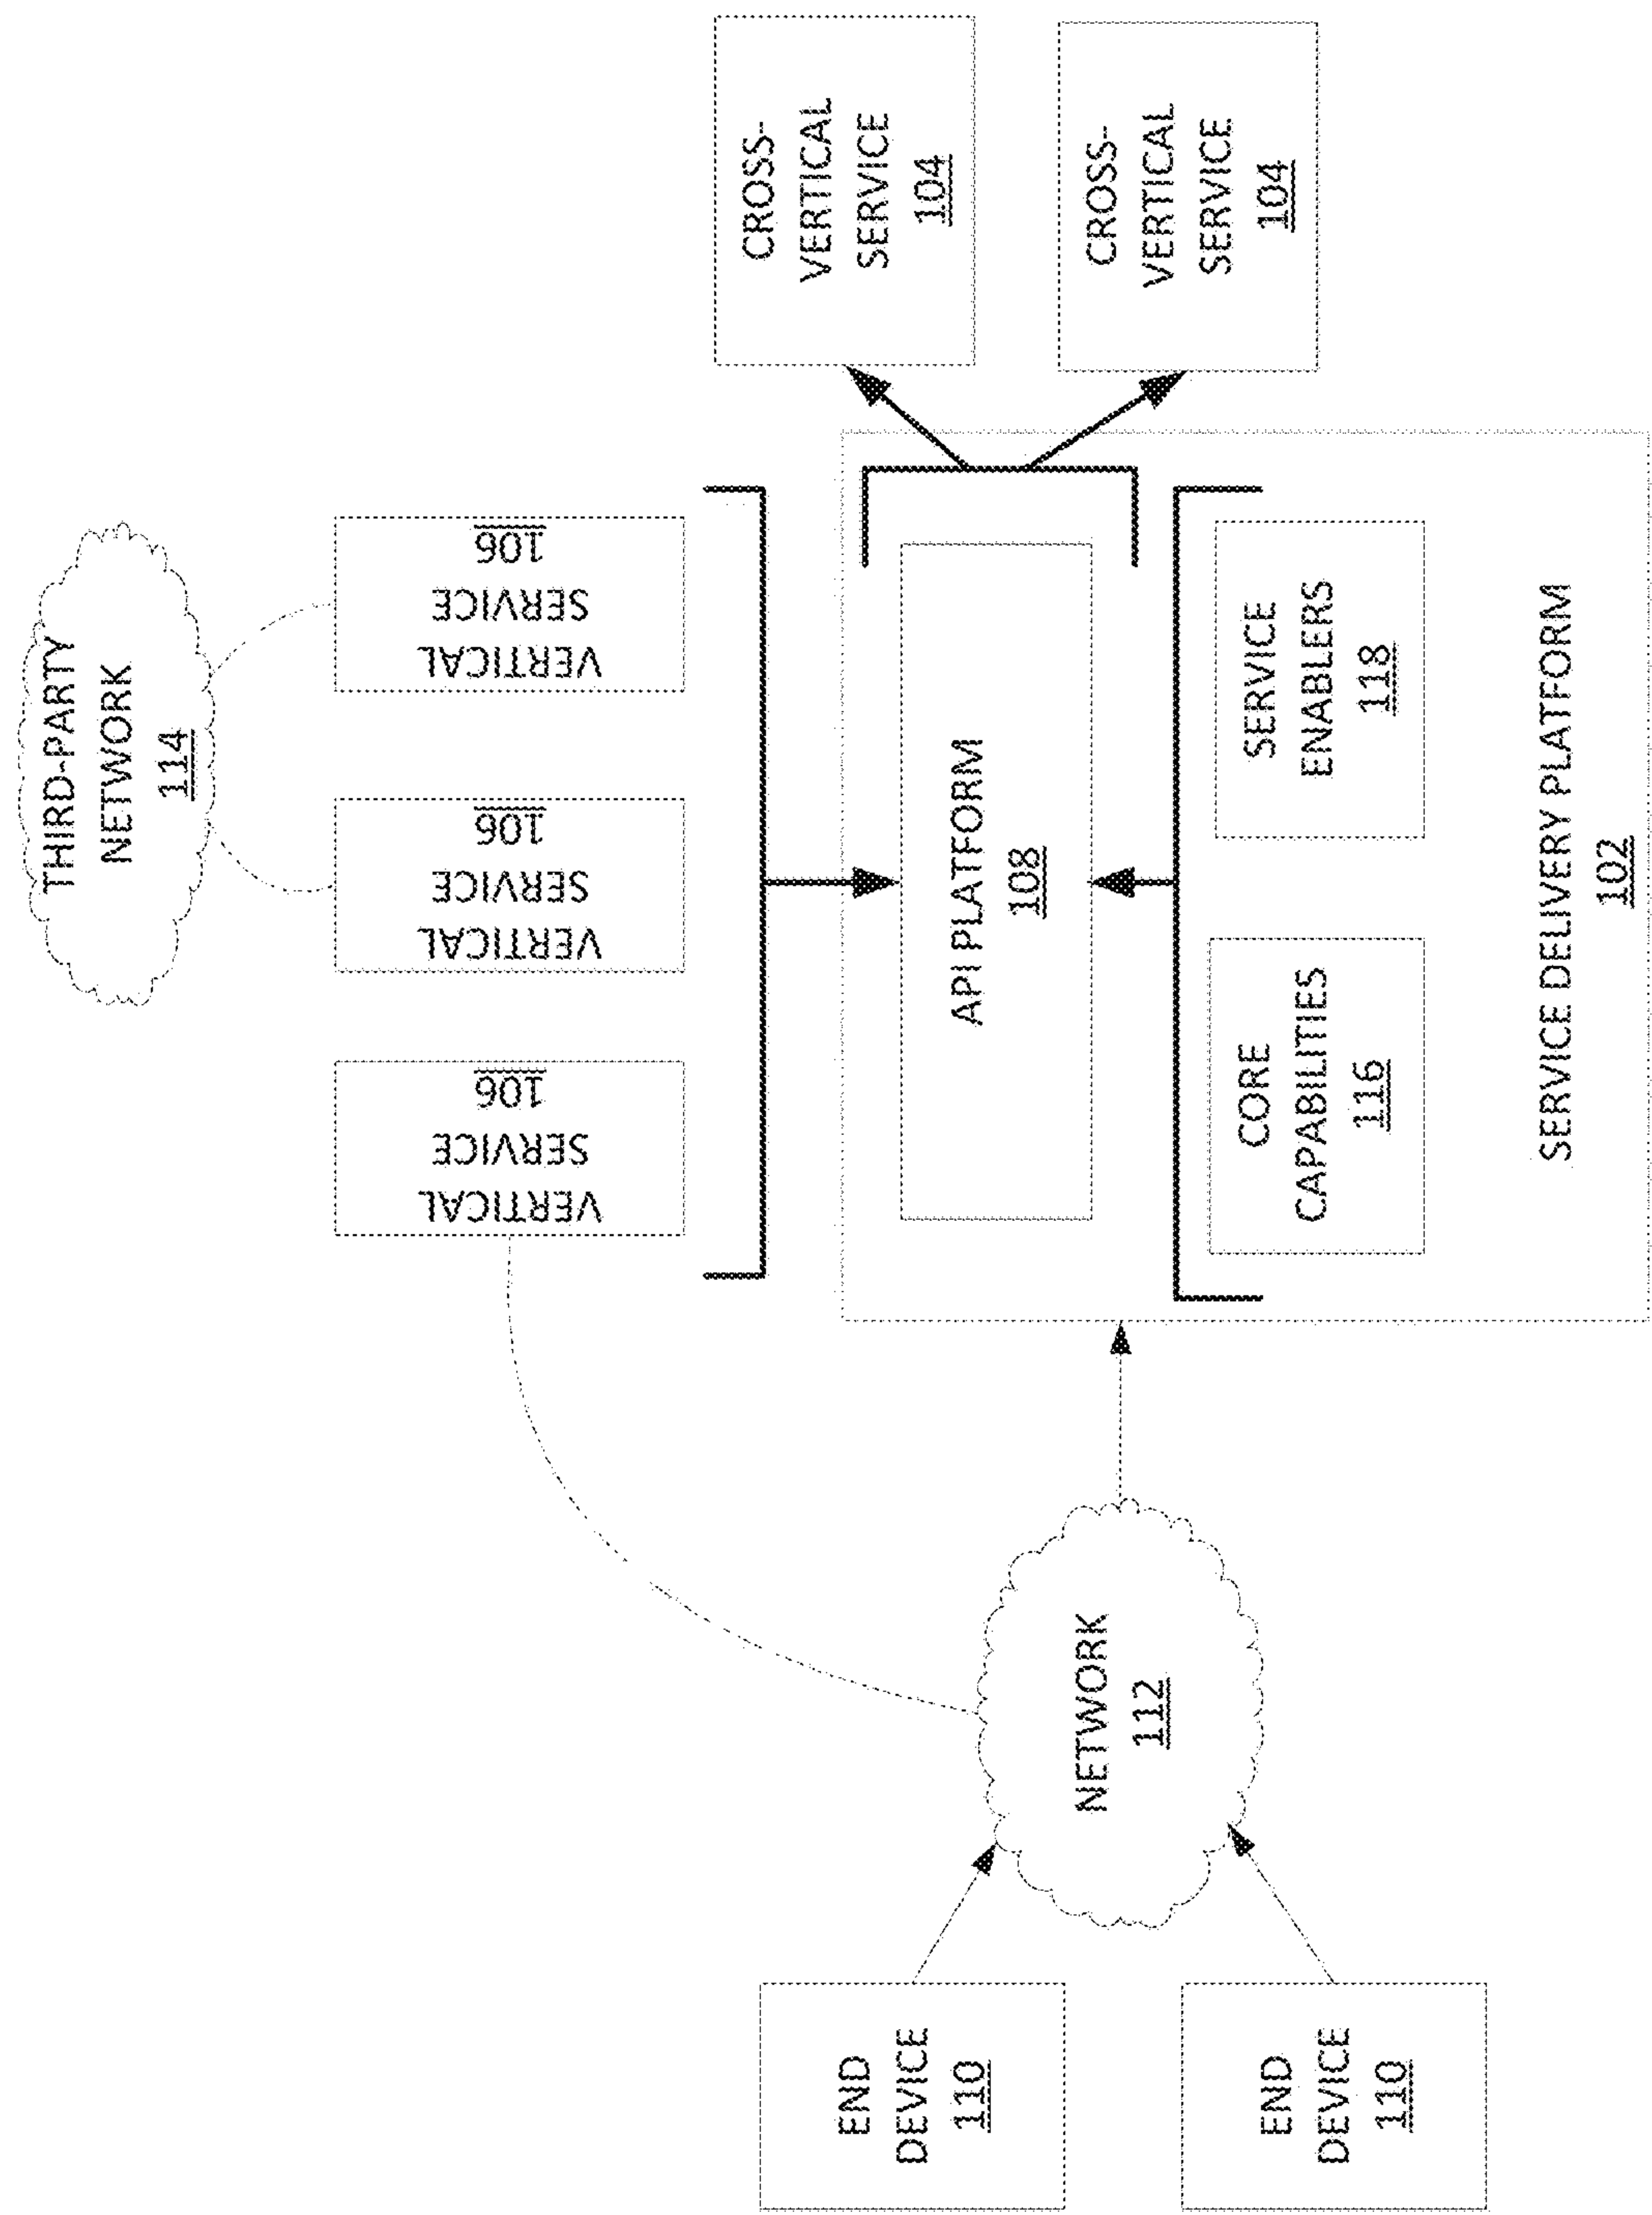 THIRD-PARTY
NETWORK
114
VERTICAL
SERVICE
106
VERTICAL
SERVICE
106
VERTICAL
SERVICE
106
CROSS-
VERTICAL
SERVICE
104
CROSS-
VERTICAL
SERVICE
104
API PLATFORM
108
CORE
CAPABILITIES
116
SERVICE
ENABLERS
118
SERVICE DELIVERY PLATFORM
102
NETWORK
112
END
DEVICE
110
END
DEVICE
110